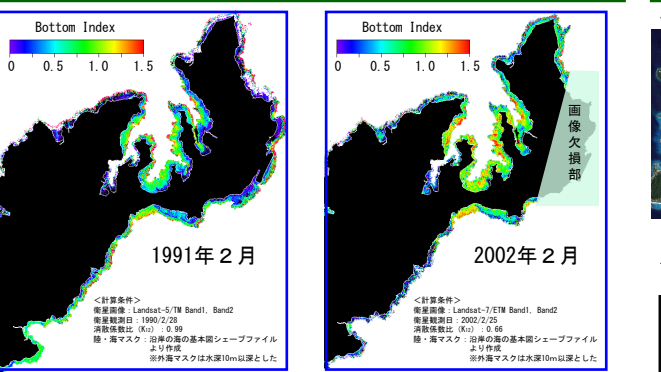 Bottom Index
0 0.5 1.0 1.5
1991年２月
＜計算条件＞
衛星画像：Landsat-5/TM Band1, Band2
衛星観測日：1990/2/28
消散係数比 (K₁₂) ：0.99
陸・海マスク：沿岸の海の基本図シェープファイル
より作成
※外海マスクは水深10m以深とした
Bottom Index
0 0.5 1.0 1.5
画像欠損部
2002年２月
＜計算条件＞
衛星画像：Landsat-7/ETM Band1, Band2
衛星観測日：2002/2/25
消散係数比 (K₁₂) ：0.66
陸・海マスク：沿岸の海の基本図シェープファイル
より作成
※外海マスクは水深10m以深とした